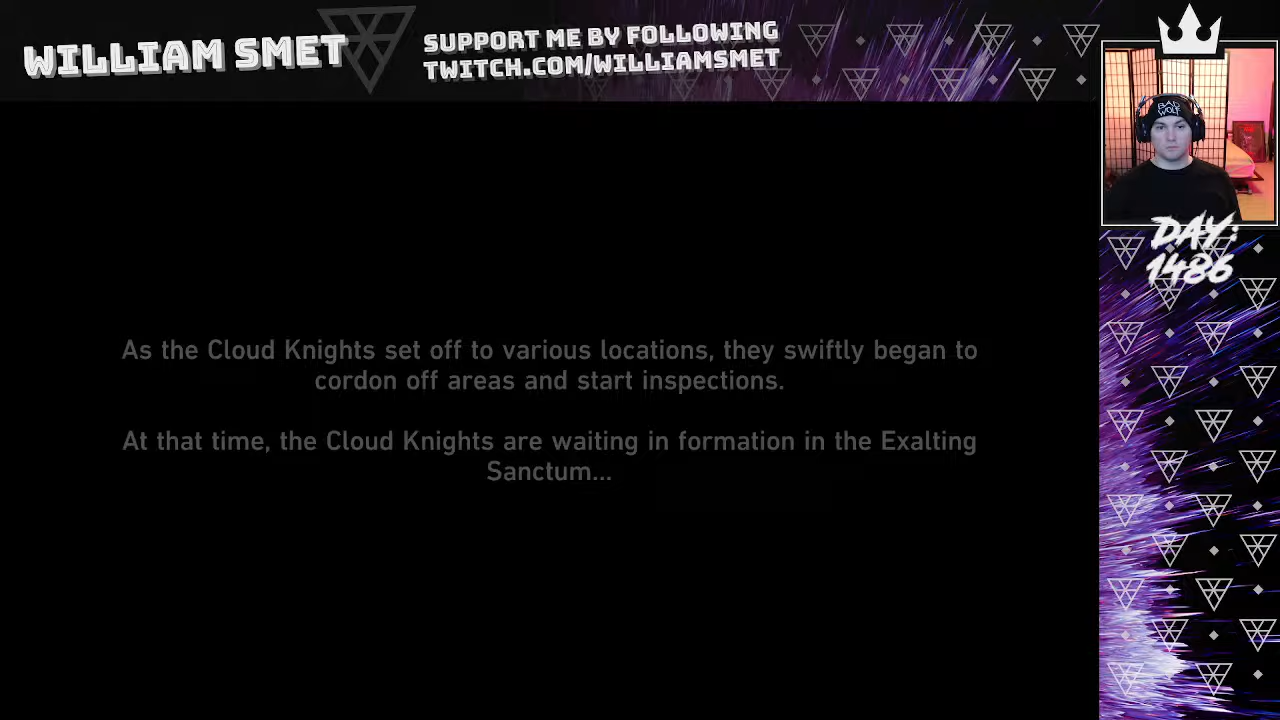 WILLIAM SMET
SUPPORT ME BY FOLLOWING
TWITCH.COM/WILLIAMSMET
BAD
WOLF
DAY:
1486
As the Cloud Knights set off to various locations, they swiftly began to
cordon off areas and start inspections.
At that time, the Cloud Knights are waiting in formation in the Exalting
Sanctum...